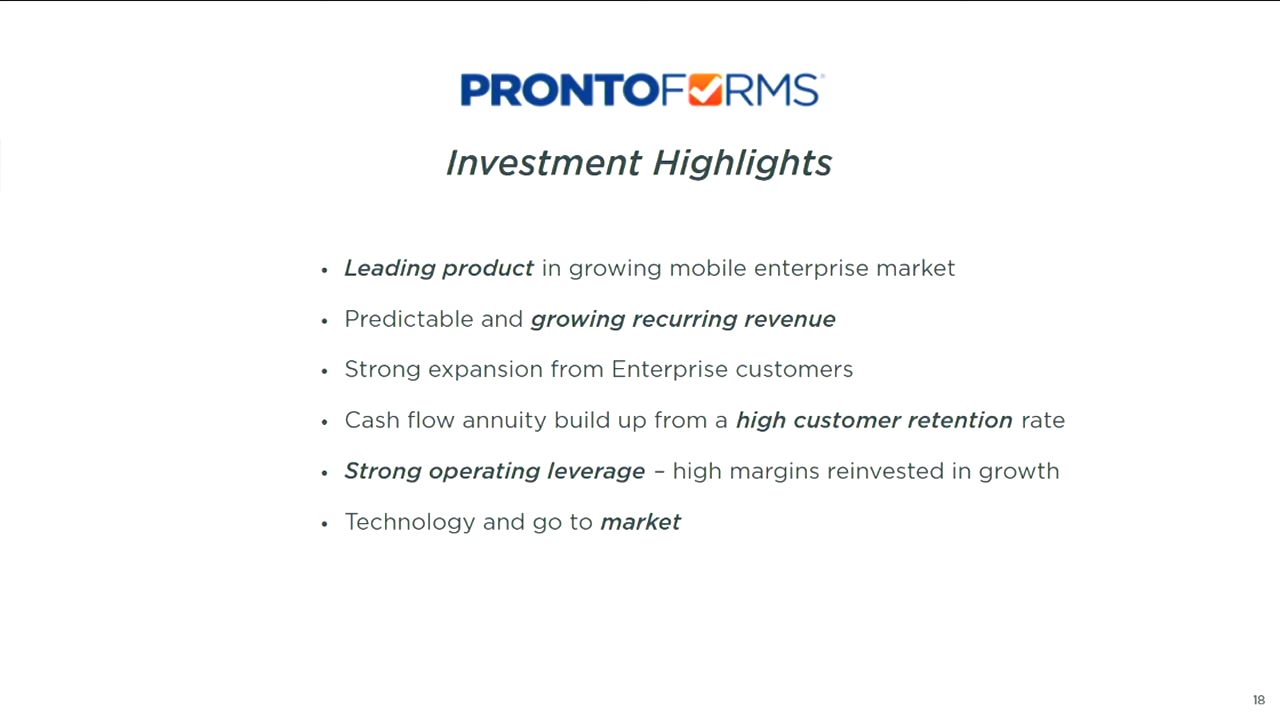 PRONTOFORMS
Investment Highlights
• Leading product in growing mobile enterprise market
• Predictable and growing recurring revenue
• Strong expansion from Enterprise customers
• Cash flow annuity build up from a high customer retention rate
• Strong operating leverage – high margins reinvested in growth
• Technology and go to market
18